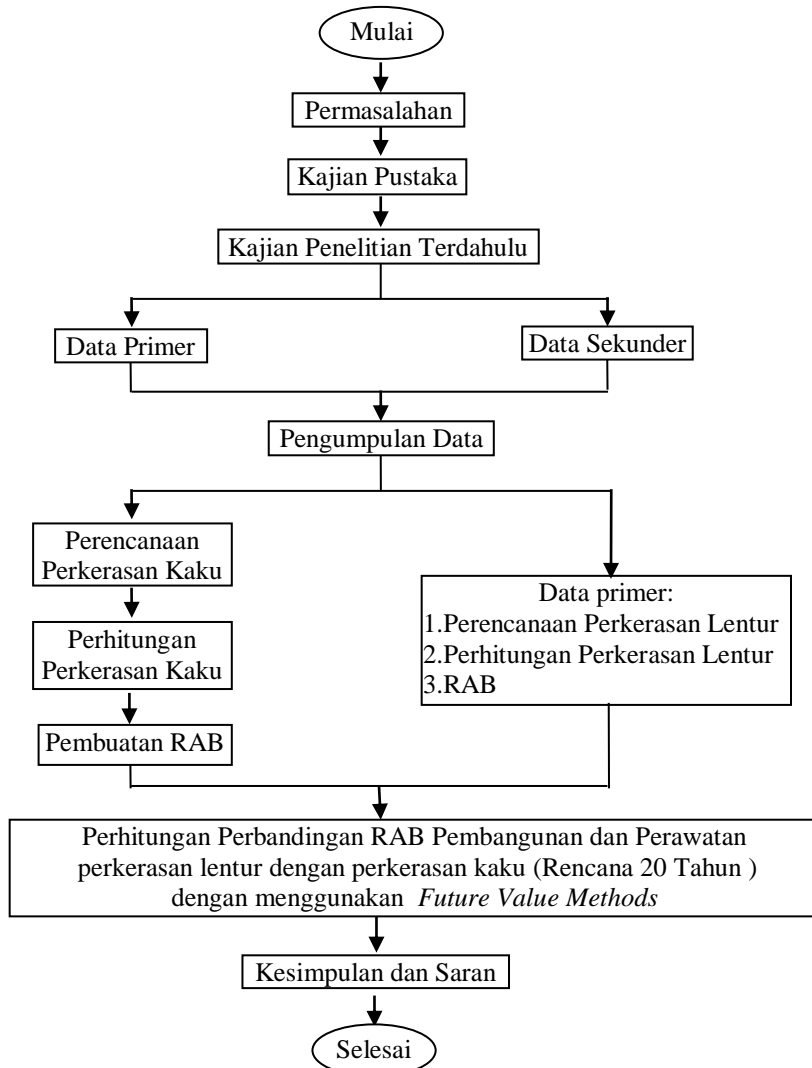 Mulai
Permasalahan
Kajian Pustaka
Kajian Penelitian Terdahulu
Data Primer
Data Sekunder
Pengumpulan Data
Perencanaan
Perkerasan Kaku
Perhitungan
Perkerasan Kaku
Pembuatan RAB
Data primer:
1.Perencanaan Perkerasan Lentur
2.Perhitungan Perkerasan Lentur
3.RAB
Perhitungan Perbandingan RAB Pembangunan dan Perawatan
perkerasan lentur dengan perkerasan kaku (Rencana 20 Tahun )
dengan menggunakan Future Value Methods
Kesimpulan dan Saran
Selesai